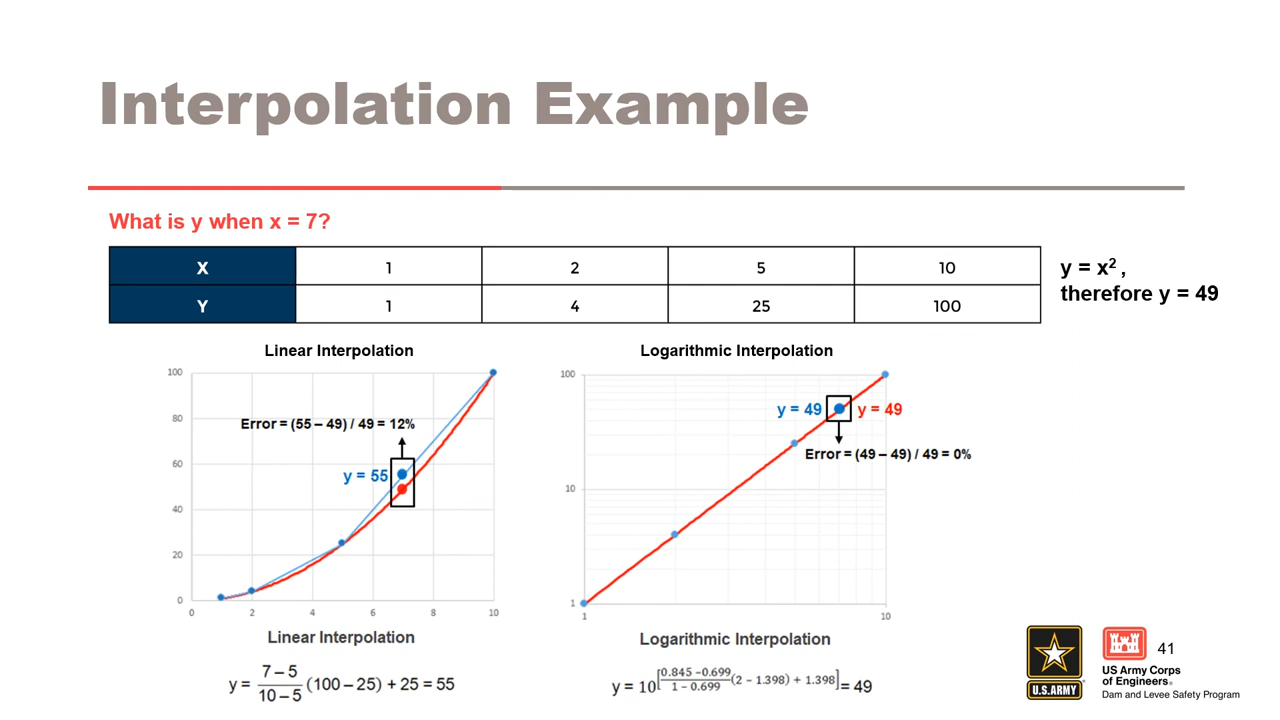 Interpolation Example
What is y when x = 7?
X 1 2 5 10
Y 1 4 25 100
y = x² ,
therefore y = 49
Linear Interpolation
100
80
60
40
20
0
0 2 4 6 8 10
Error = (55 – 49) / 49 = 12%
y = 55
Linear Interpolation
y = \frac{7 – 5}{10 – 5} (100 – 25) + 25 = 55
Logarithmic Interpolation
100
10
1
1 10
y = 49 y = 49
Error = (49 – 49) / 49 = 0%
Logarithmic Interpolation
y = 10^{[\frac{0.845 –0.699}{1 – 0.699}(2 – 1.398) + 1.398]} = 49
U.S.ARMY
US Army Corps
of Engineers®
Dam and Levee Safety Program
41